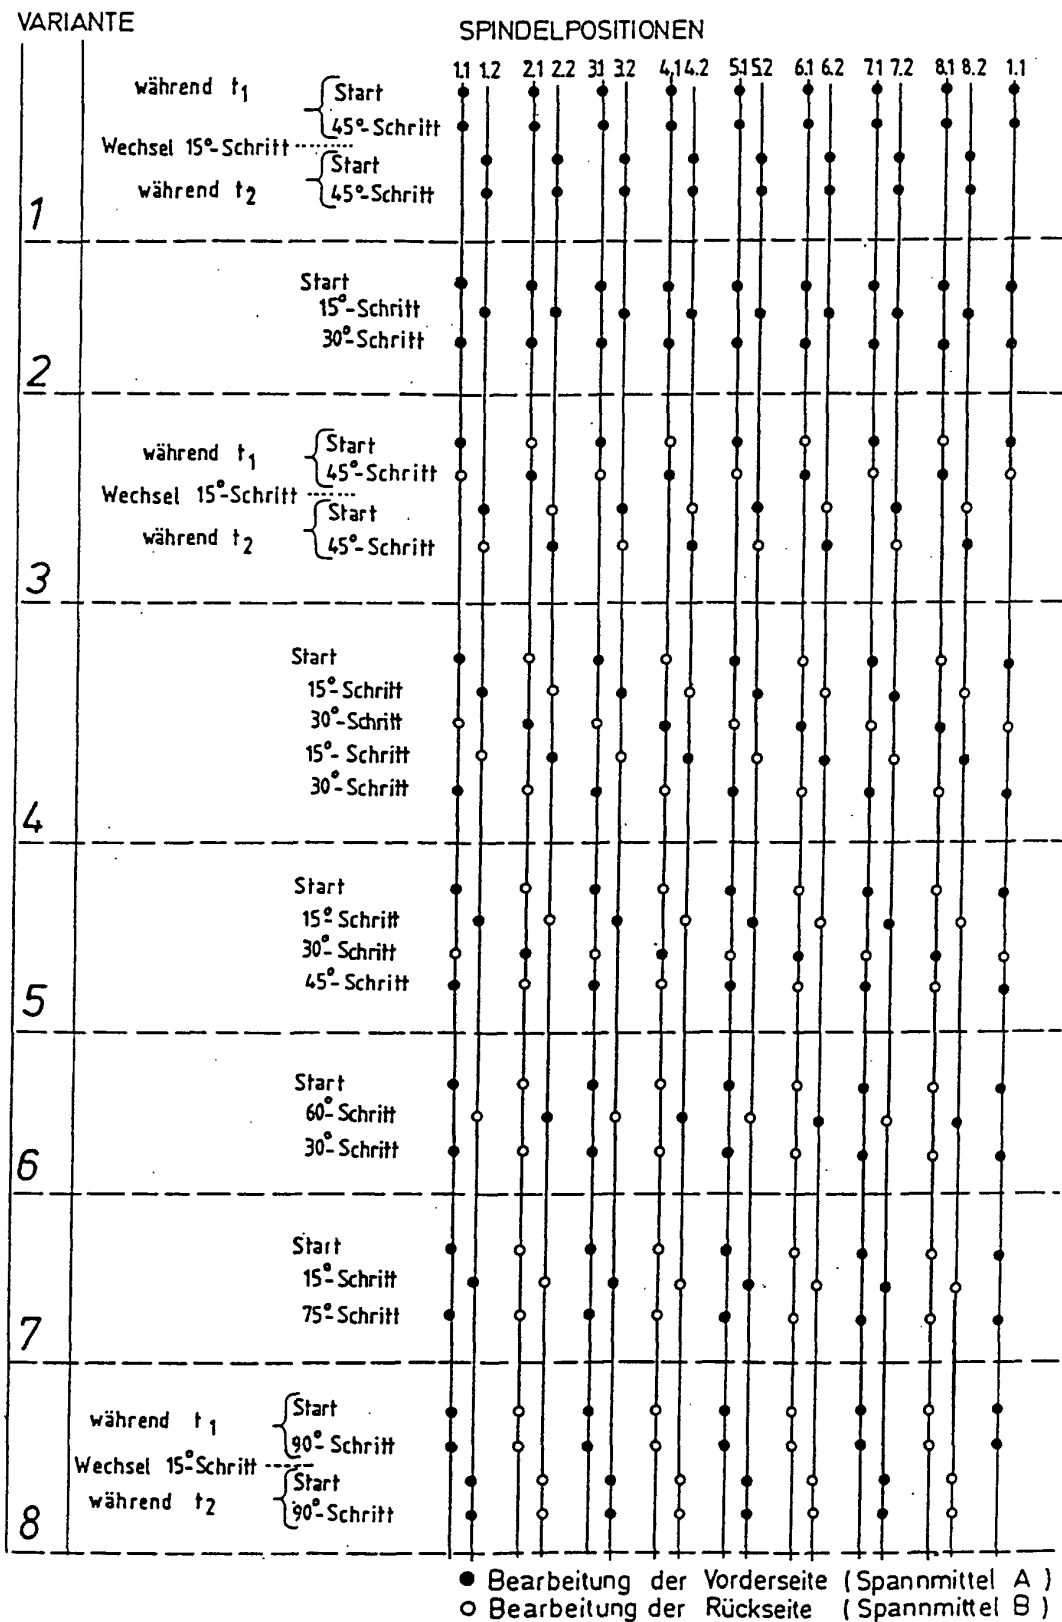 VARIANTE
SPINDELPOSITIONEN
1.1 1.2 2.1 2.2 3.1 3.2 4.1 4.2 5.1 5.2 6.1 6.2 7.1 7.2 8.1 8.2 1.1
während t1 Start
45°-Schritt
Wechsel 15°-Schritt
Start
während t2 45°-Schritt
1
Start
15°-Schritt
30°-Schritt
2
während t1 Start
45°-Schritt
Wechsel 15°-Schritt
Start
während t2 45°-Schritt
3
Start
15°-Schritt
30°-Schritt
15°-Schritt
30°-Schritt
4
Start
15°-Schritt
30°-Schritt
45°-Schritt
5
Start
60°-Schritt
30°-Schritt
6
Start
15°-Schritt
75°-Schritt
7
während t1 Start
90°-Schritt
Wechsel 15°-Schritt
Start
während t2 90°-Schritt
8
● Bearbeitung der Vorderseite (Spannmittel A)
○ Bearbeitung der Rückseite (Spannmittel B)